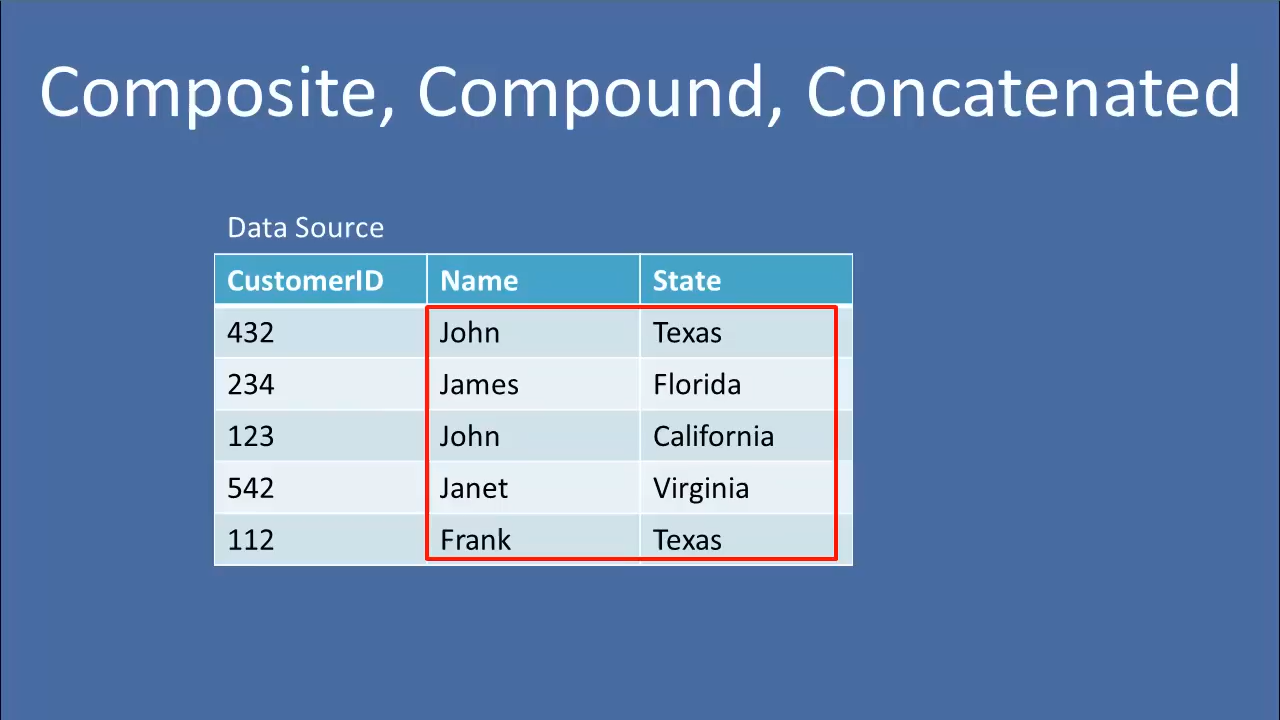 Composite, Compound, Concatenated
Data Source
CustomerID Name State
432 John Texas
234 James Florida
123 John California
542 Janet Virginia
112 Frank Texas